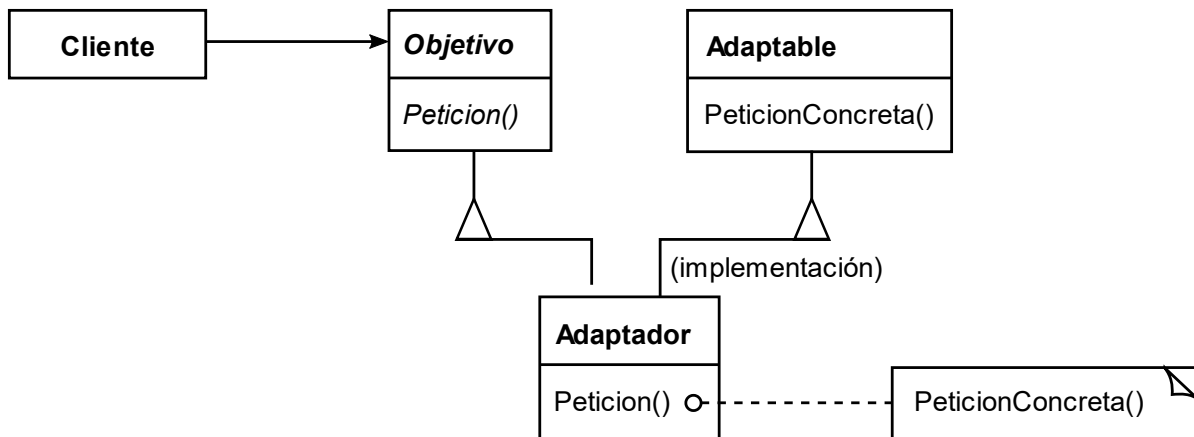 Cliente
Objetivo
Peticion()
Adaptable
PeticionConcreta()
(implementación)
Adaptador
Peticion()
PeticionConcreta()